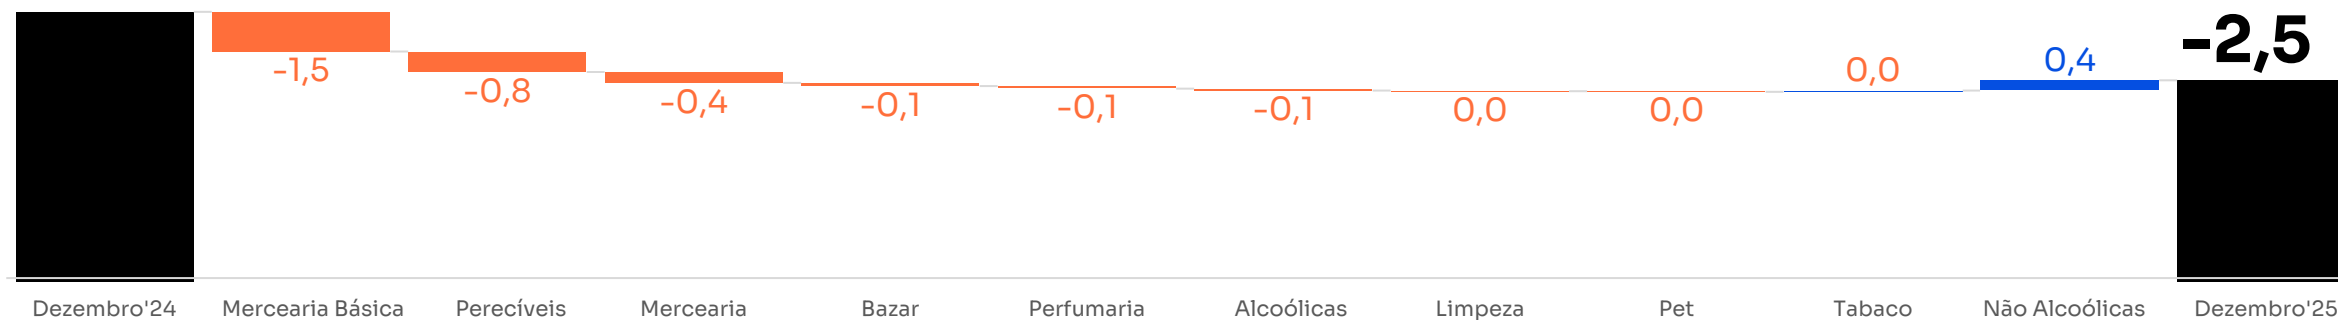 -2,5
-1,5
-0,8
-0,4
-0,1
-0,1
-0,1
0,0
0,0
0,0
0,4
Dezembro'24
Mercearia Básica
Perecíveis
Mercearia
Bazar
Perfumaria
Alcoólicas
Limpeza
Pet
Tabaco
Não Alcoólicas
Dezembro'25